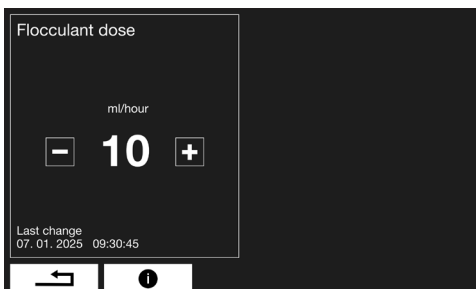 Flocculant dose
ml/hour
− 10 +
Last change
07. 01. 2025 09:30:45
i